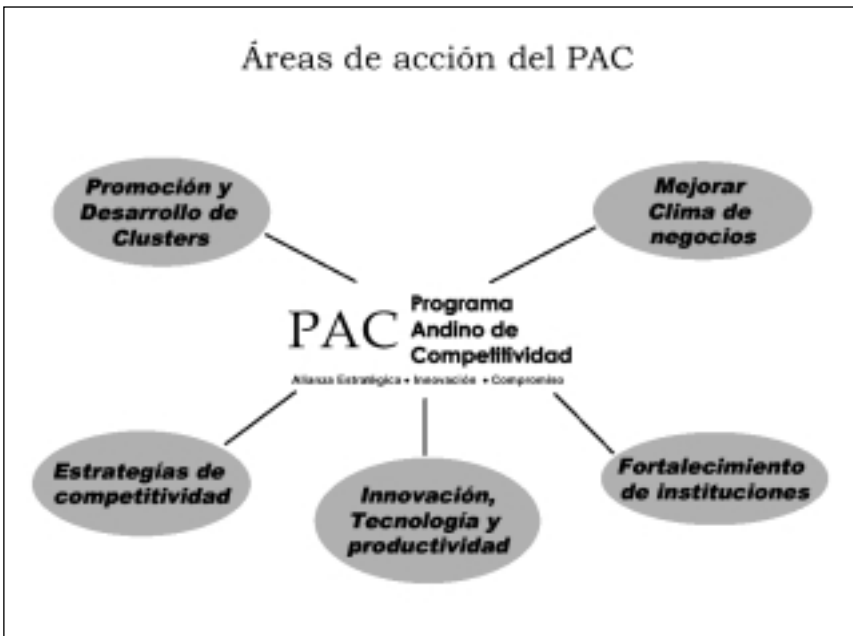 Áreas de acción del PAC
Promoción y
Desarrollo de
Clusters
Mejorar
Clima de
negocios
PAC
Programa
Andino de
Competitividad
Alianza Estratégica • Innovación • Compromiso
Estrategías de
competitividad
Innovación,
Tecnología y
productividad
Fortalecimiento
de instituciones